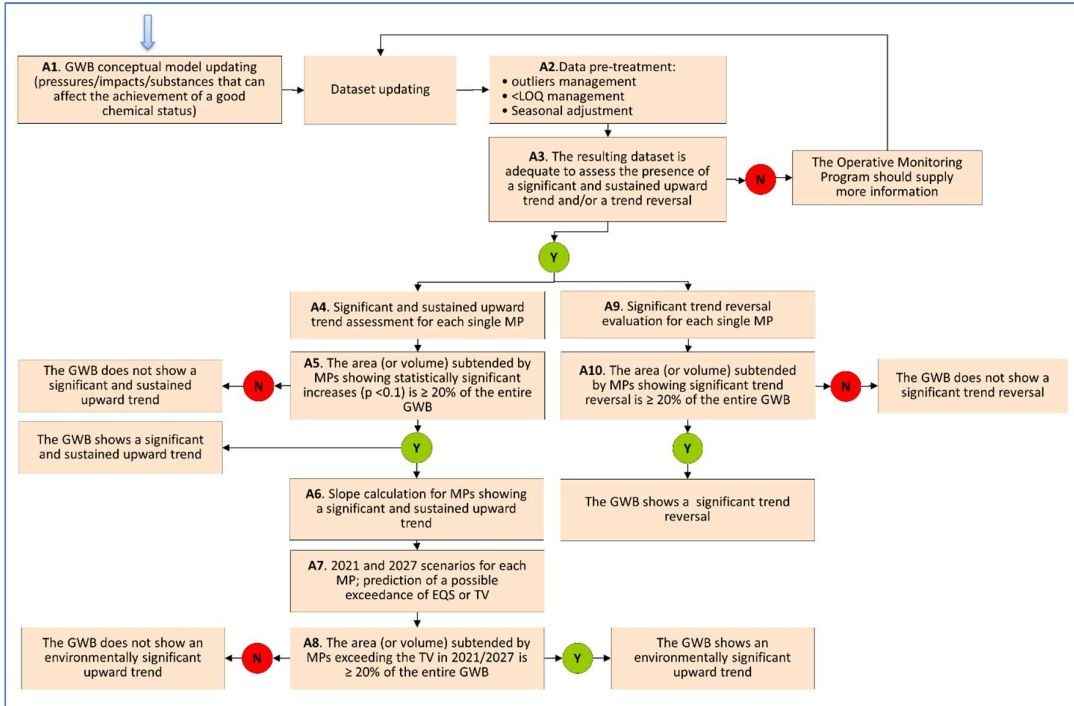 A1. GWB conceptual model updating
(pressures/impacts/substances that can
affect the achievement of a good
chemical status)
Dataset updating
A2.Data pre-treatment:
• outliers management
• <LOQ management
• Seasonal adjustment
A3. The resulting dataset is
adequate to assess the presence of
a significant and sustained upward
trend and/or a trend reversal
N
The Operative Monitoring
Program should supply
more information
Y
A4. Significant and sustained upward
trend assessment for each single MP
A9. Significant trend reversal
evaluation for each single MP
The GWB does not show a
significant and sustained
upward trend
N
A5. The area (or volume) subtended by
MPs showing statistically significant
increases (p <0.1) is ≥ 20% of the entire
GWB
A10. The area (or volume) subtended
by MPs showing significant trend
reversal is ≥ 20% of the entire GWB
N
The GWB does not show a
significant trend reversal
The GWB shows a significant
and sustained upward trend
Y
Y
A6. Slope calculation for MPs showing
a significant and sustained upward
trend
The GWB shows a significant trend
reversal
A7. 2021 and 2027 scenarios for each
MP; prediction of a possible
exceedance of EQS or TV
The GWB does not show an
environmentally significant
upward trend
N
A8. The area (or volume) subtended by
MPs exceeding the TV in 2021/2027 is
≥ 20% of the entire GWB
Y
The GWB shows an
environmentally significant
upward trend